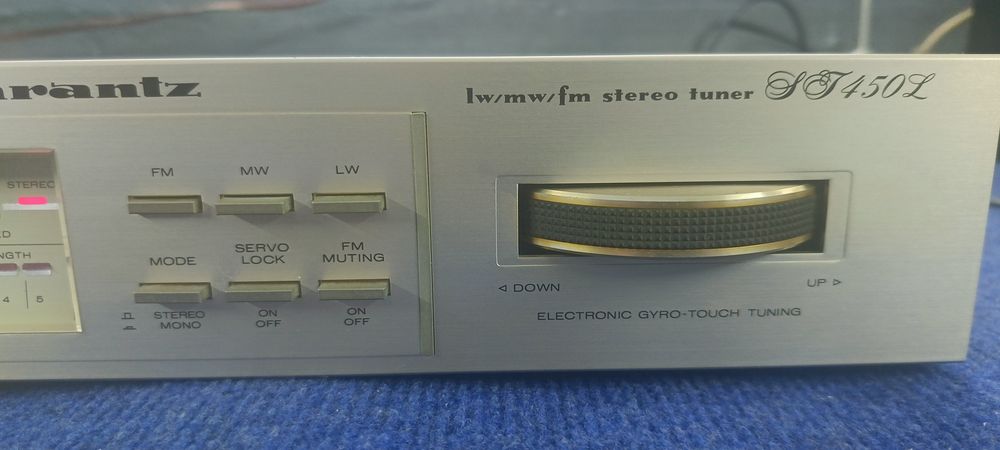 arantz
lw/mw/fm stereo tuner ST450L
STEREO
FM MW LW
D
NGTH
4 5
MODE
SERVO LOCK
FM MUTING
STEREO
MONO
ON
OFF
ON
OFF
DOWN
UP
ELECTRONIC GYRO-TOUCH TUNING